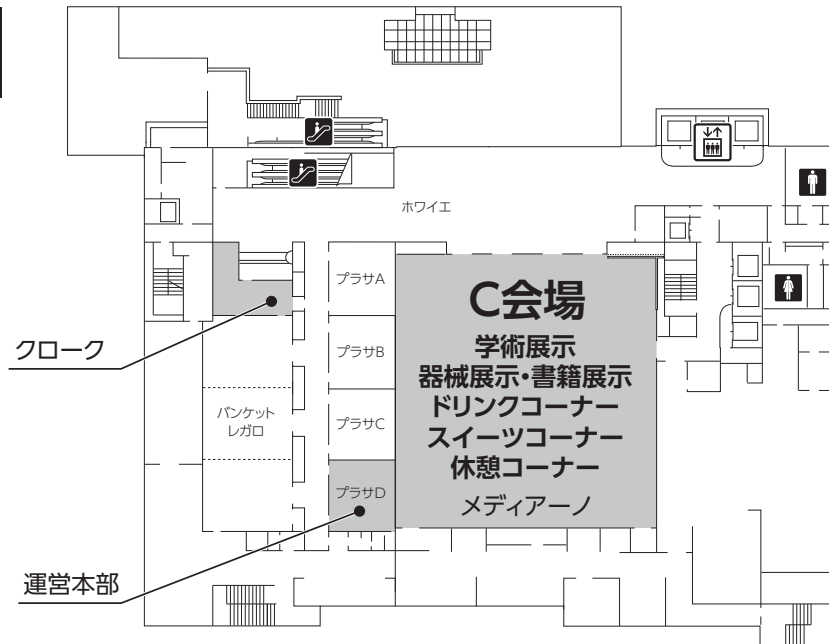 ホワイエ
プラサA
プラサB
プラサC
プラサD
クローク
バンケット
レガロ
運営本部
C会場
学術展示
器械展示・書籍展示
ドリンクコーナー
スイーツコーナー
休憩コーナー
メディアーノ